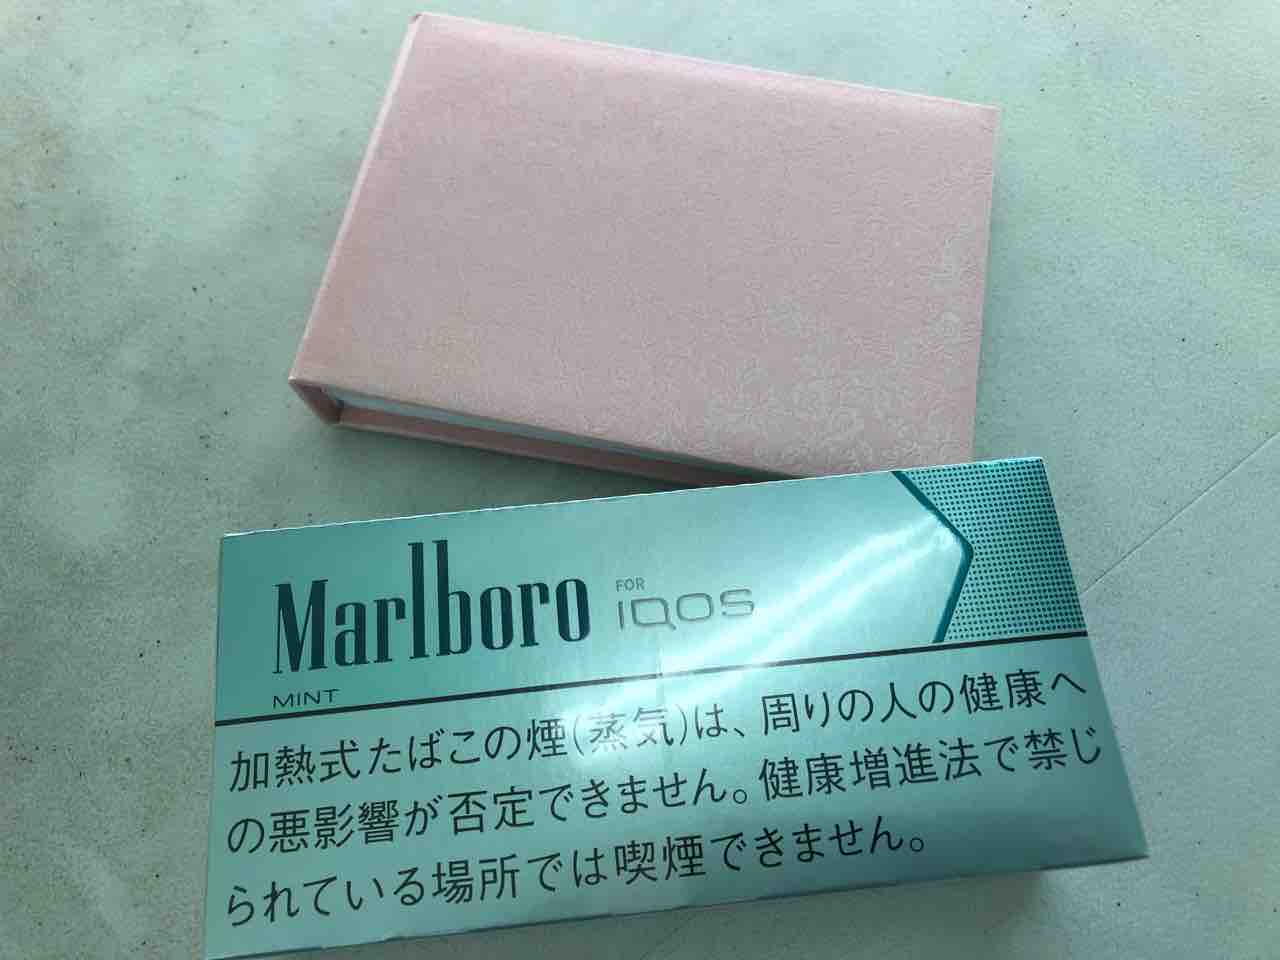 Marlboro FOR IQOS
MINT
加熱式たばこの煙(蒸気)は、周りの人の健康へ
の悪影響が否定できません。健康増進法で禁じ
られている場所では喫煙できません。